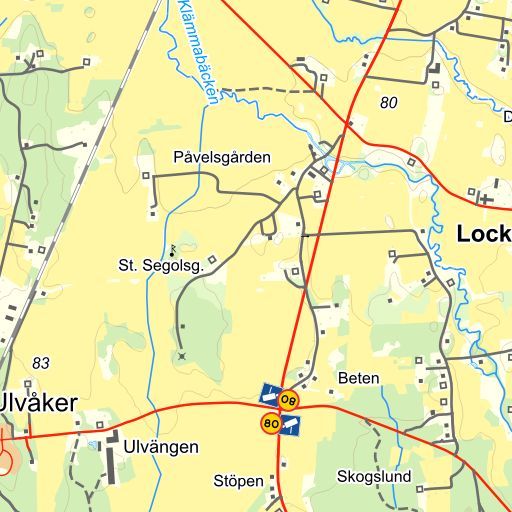 Klämmabäcken
80
D
Påvelsgården
Lock
St. Segolsg.
83
Ulvåker
Beten
80
80
Ulvängen
Stöpen
Skogslund